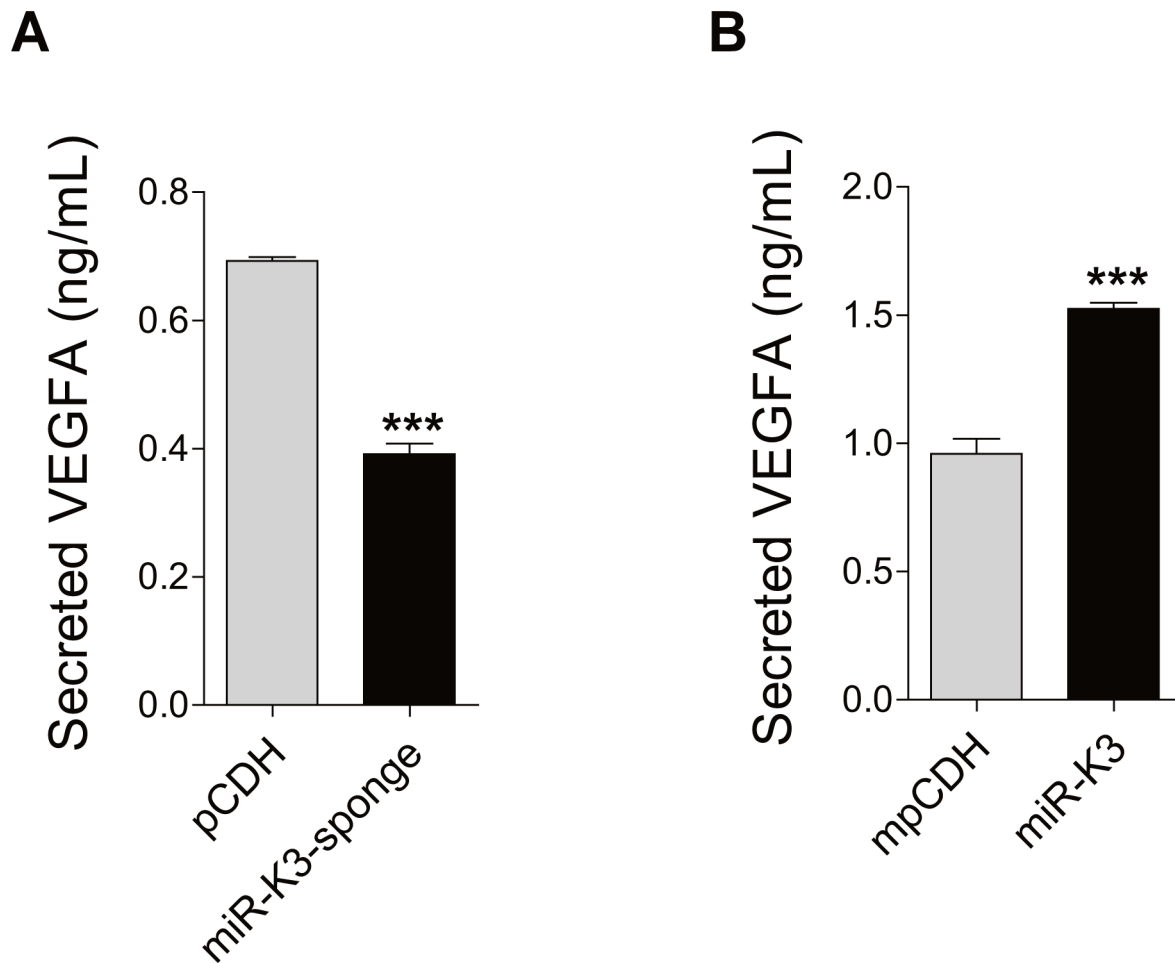 A
Secreted VEGFA (ng/mL)
0.8
0.6
0.4
0.2
0.0
***
pCDH
miR-K3-sponge
B
Secreted VEGFA (ng/mL)
2.0
1.5
1.0
0.5
0.0
***
mpCDH
miR-K3